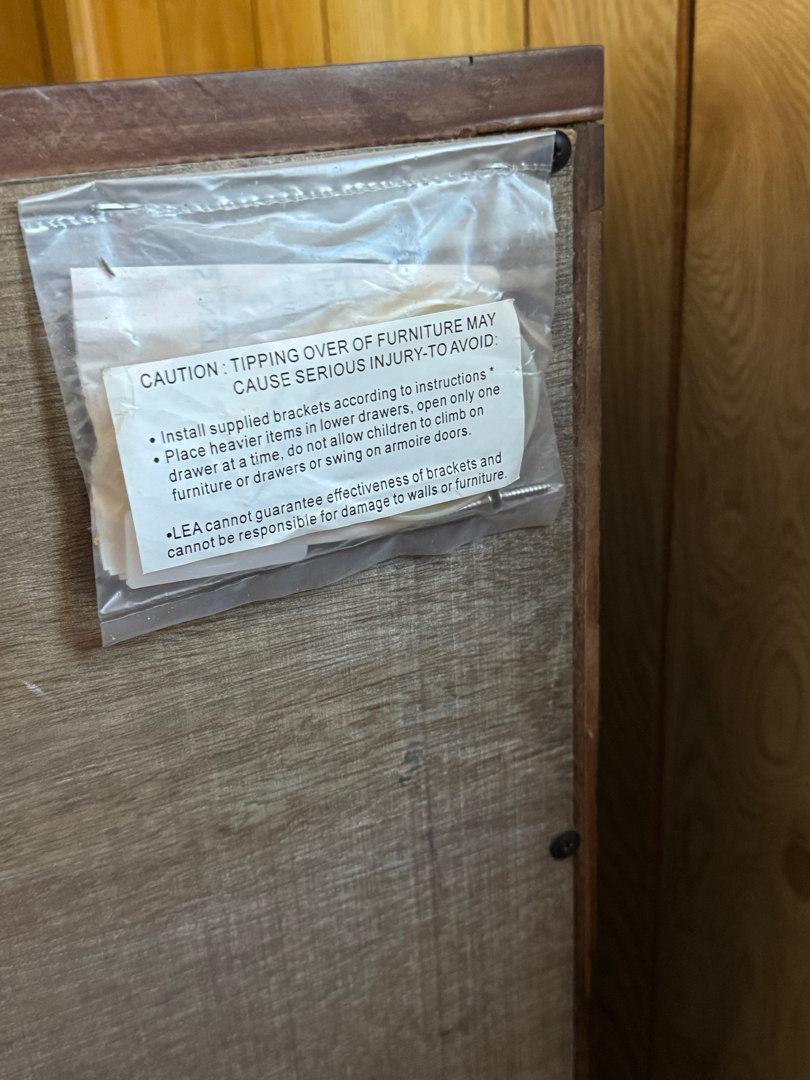 CAUTION : TIPPING OVER OF FURNITURE MAY
CAUSE SERIOUS INJURY-TO AVOID:
• Install supplied brackets according to instructions *
• Place heavier items in lower drawers, open only one
drawer at a time, do not allow children to climb on
furniture or drawers or swing on armoire doors.
•LEA cannot guarantee effectiveness of brackets and
cannot be responsible for damage to walls or furniture.